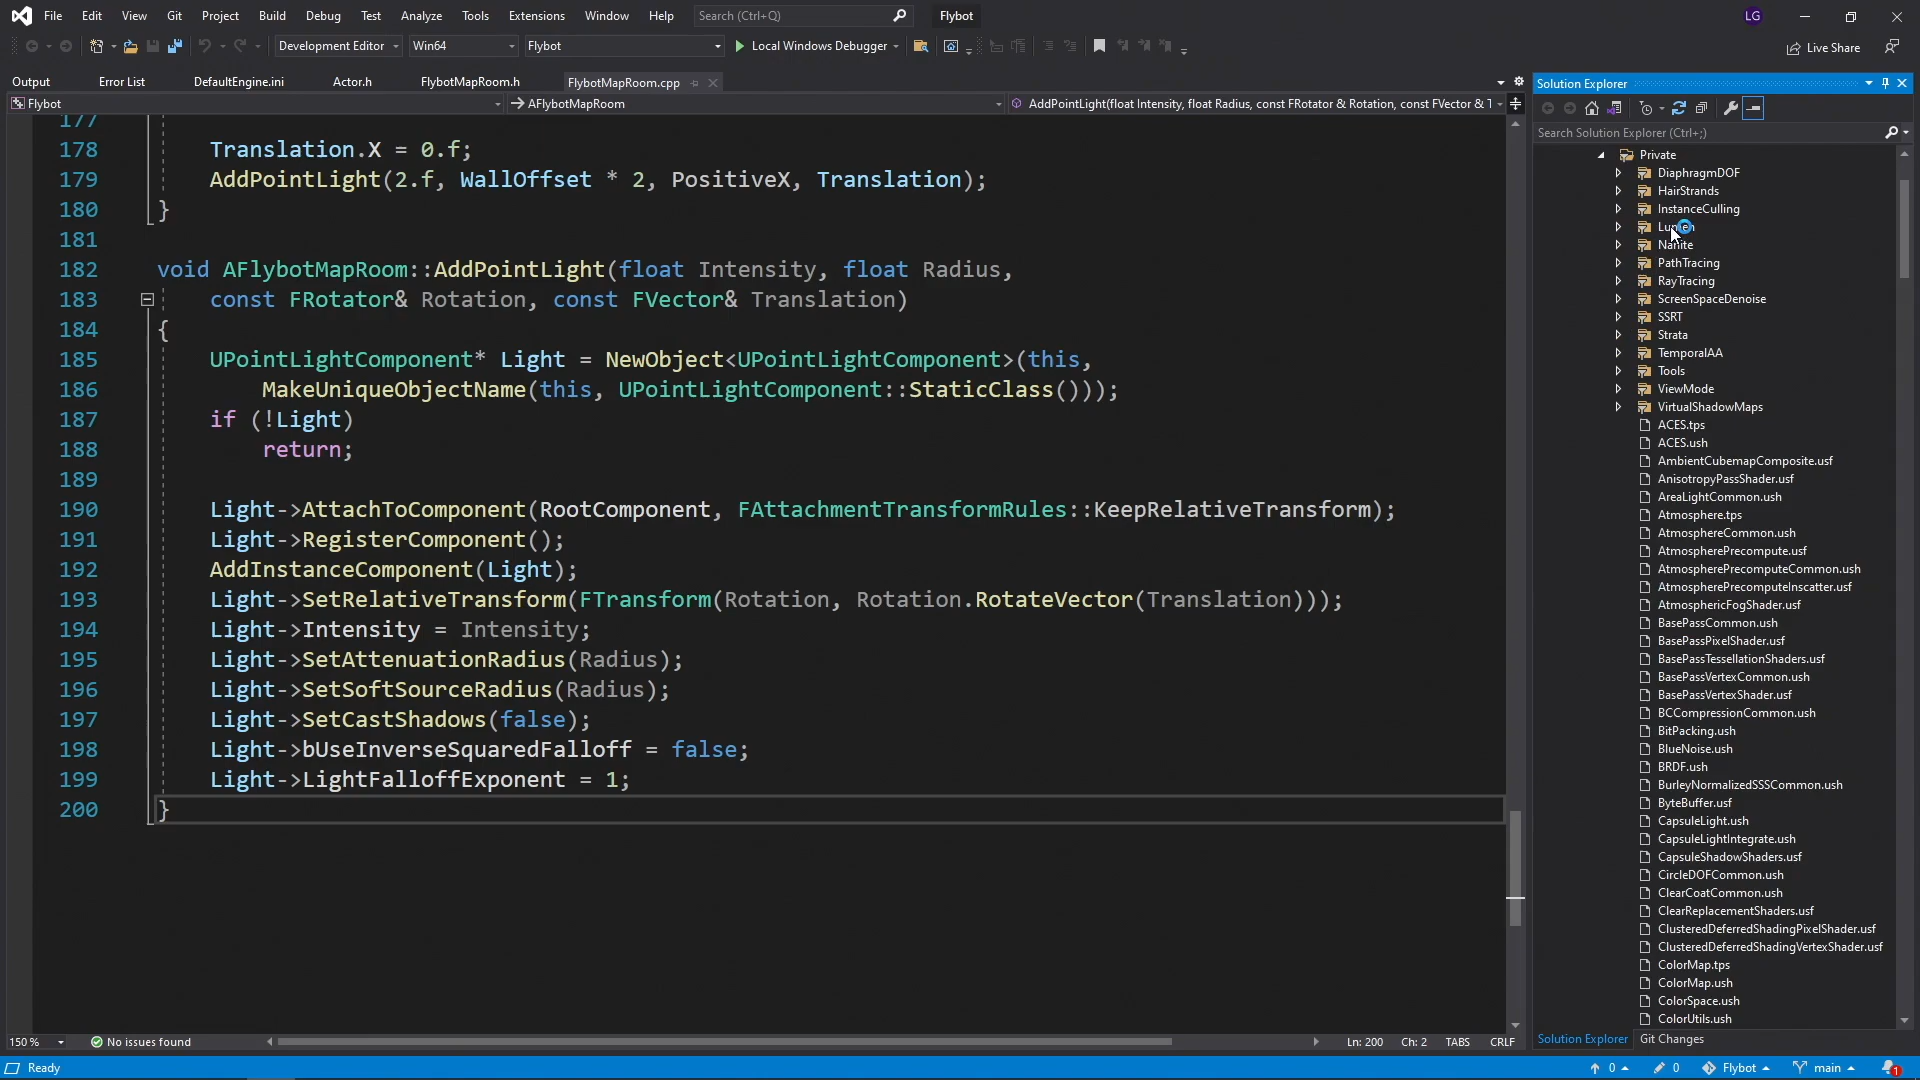 File Edit View Git Project Build Debug Test Analyze Tools Extensions Window Help Search (Ctrl+Q) Flybot LG
Development Editor Win64 Flybot Local Windows Debugger Live Share
Output Error List DefaultEngine.ini Actor.h FlybotMapRoom.h FlybotMapRoom.cpp
Flybot AFlybotMapRoom AddPointLight(float Intensity, float Radius, const FRotator & Rotation, const FVector & T
177
178 Translation.X = 0.f;
179 AddPointLight(2.f, WallOffset * 2, PositiveX, Translation);
180 }
181
182 void AFlybotMapRoom::AddPointLight(float Intensity, float Radius,
183 const FRotator& Rotation, const FVector& Translation)
184 {
185 UPointLightComponent* Light = NewObject<UPointLightComponent>(this,
186 MakeUniqueObjectName(this, UPointLightComponent::StaticClass()));
187 if (!Light)
188 return;
189
190 Light->AttachToComponent(RootComponent, FAttachmentTransformRules::KeepRelativeTransform);
191 Light->RegisterComponent();
192 AddInstanceComponent(Light);
193 Light->SetRelativeTransform(FTransform(Rotation, Rotation.RotateVector(Translation)));
194 Light->Intensity = Intensity;
195 Light->SetAttenuationRadius(Radius);
196 Light->SetSoftSourceRadius(Radius);
197 Light->SetCastShadows(false);
198 Light->bUseInverseSquaredFalloff = false;
199 Light->LightFalloffExponent = 1;
200 }
150 % No issues found Ln: 200 Ch: 2 TABS CRLF
Solution Explorer
Search Solution Explorer (Ctrl+;)
Private
DiaphragmDOF
HairStrands
InstanceCulling
Lumen
Nanite
PathTracing
RayTracing
ScreenSpaceDenoise
SSRT
Strata
TemporalAA
Tools
ViewMode
VirtualShadowMaps
ACES.tps
ACES.ush
AmbientCubemapComposite.usf
AnisotropyPassShader.usf
AreaLightCommon.ush
Atmosphere.tps
AtmosphereCommon.ush
AtmospherePrecompute.usf
AtmospherePrecomputeCommon.ush
AtmospherePrecomputeInscatter.usf
AtmosphericFogShader.usf
BasePassCommon.ush
BasePassPixelShader.usf
BasePassTessellationShaders.usf
BasePassVertexCommon.ush
BasePassVertexShader.usf
BCCompressionCommon.ush
BitPacking.ush
BlueNoise.ush
BRDF.ush
BurleyNormalizedSSSCommon.ush
ByteBuffer.usf
CapsuleLight.ush
CapsuleLightIntegrate.ush
CapsuleShadowShaders.usf
CircleDOFCommon.ush
ClearCoatCommon.ush
ClearReplacementShaders.usf
ClusteredDeferredShadingPixelShader.usf
ClusteredDeferredShadingVertexShader.usf
ColorMap.tps
ColorMap.ush
ColorSpace.ush
ColorUtils.ush
Solution Explorer Git Changes
Ready 0 0 Flybot main 1